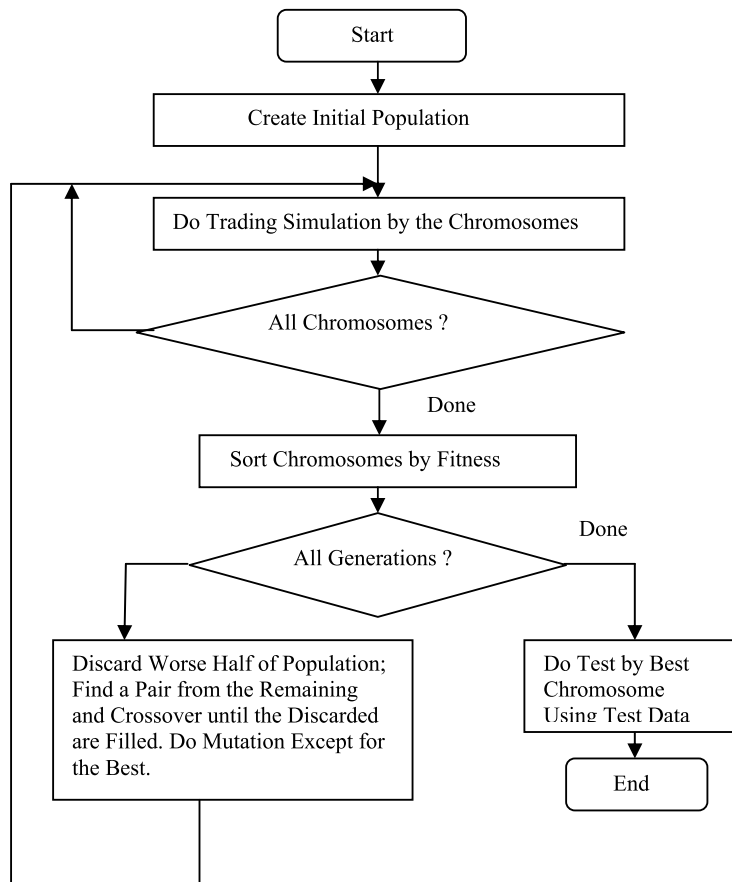 Start
Create Initial Population
Do Trading Simulation by the Chromosomes
All Chromosomes ?
Done
Sort Chromosomes by Fitness
Done
All Generations ?
Discard Worse Half of Population;
Find a Pair from the Remaining
and Crossover until the Discarded
are Filled. Do Mutation Except for
the Best.
Do Test by Best
Chromosome
Using Test Data
End